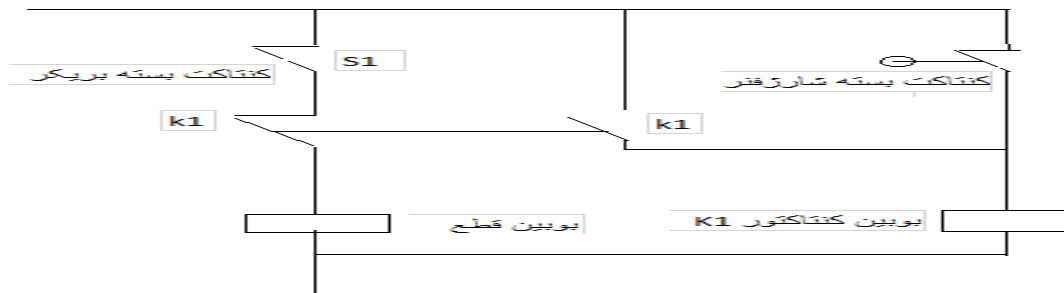 S1
کنتاکت بسته بریکر
کنتاکت بسته شارژفنر
k1
k1
بوبین قطع
بوبین کنتاکتور K1